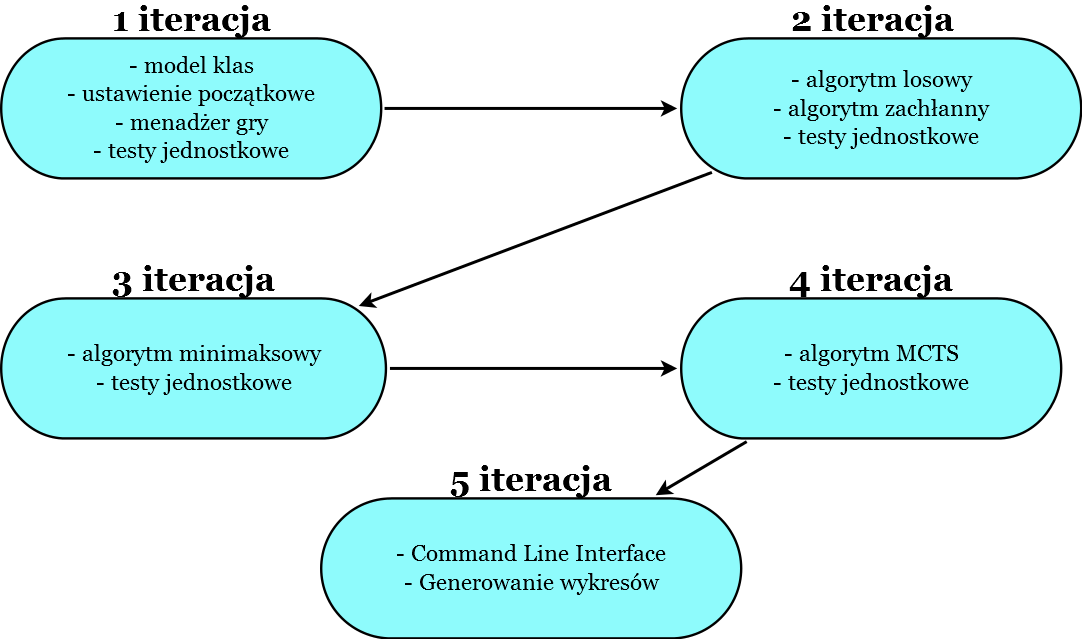 1 iteracja
- model klas
- ustawienie początkowe
- menadżer gry
- testy jednostkowe
2 iteracja
- algorytm losowy
- algorytm zachłanny
- testy jednostkowe
3 iteracja
- algorytm minimaksowy
- testy jednostkowe
4 iteracja
- algorytm MCTS
- testy jednostkowe
5 iteracja
- Command Line Interface
- Generowanie wykresów